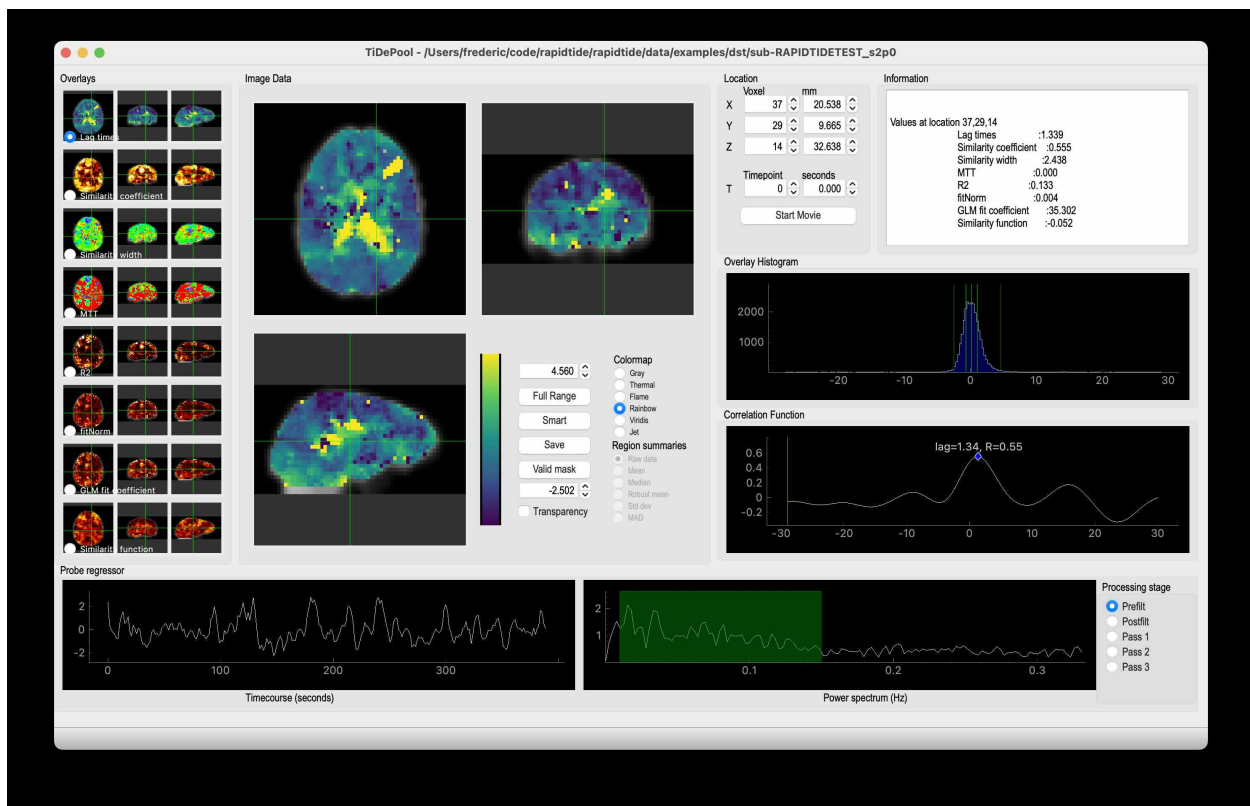 TiDePool - /Users/frederic/code/rapidtide/rapidtide/data/examples/dst/sub-RAPIDTIDETEST_s2p0
Overlays
Lag times
Similarity coefficient
Similarity width
MTT
R2
fitNorm
GLM fit coefficient
Similarity function
Image Data
4.560
Full Range
Smart
Save
Valid mask
-2.502
Transparency
Colormap
Gray
Thermal
Flame
Rainbow
Viridis
Jet
Region summaries
Raw data
Mean
Median
Robust mean
Std dev
MAD
Location
Voxel mm
X 37 20.538
Y 29 9.665
Z 14 32.638
Timepoint seconds
T 0 0.000
Start Movie
Information
Values at location 37,29,14
Lag times :1.339
Similarity coefficient :0.555
Similarity width :2.438
MTT :0.000
R2 :0.133
fitNorm :0.004
GLM fit coefficient :35.302
Similarity function :-0.052
Overlay Histogram
2000
1000
-20 -10 0 10 20 30
Correlation Function
lag=1.34, R=0.55
0.6
0.4
0.2
0
-0.2
-30 -20 -10 0 10 20 30
Probe regressor
2
0
-2
0 100 200 300
Timecourse (seconds)
2
1
0.1 0.2 0.3
Power spectrum (Hz)
Processing stage
Prefilt
Postfilt
Pass 1
Pass 2
Pass 3